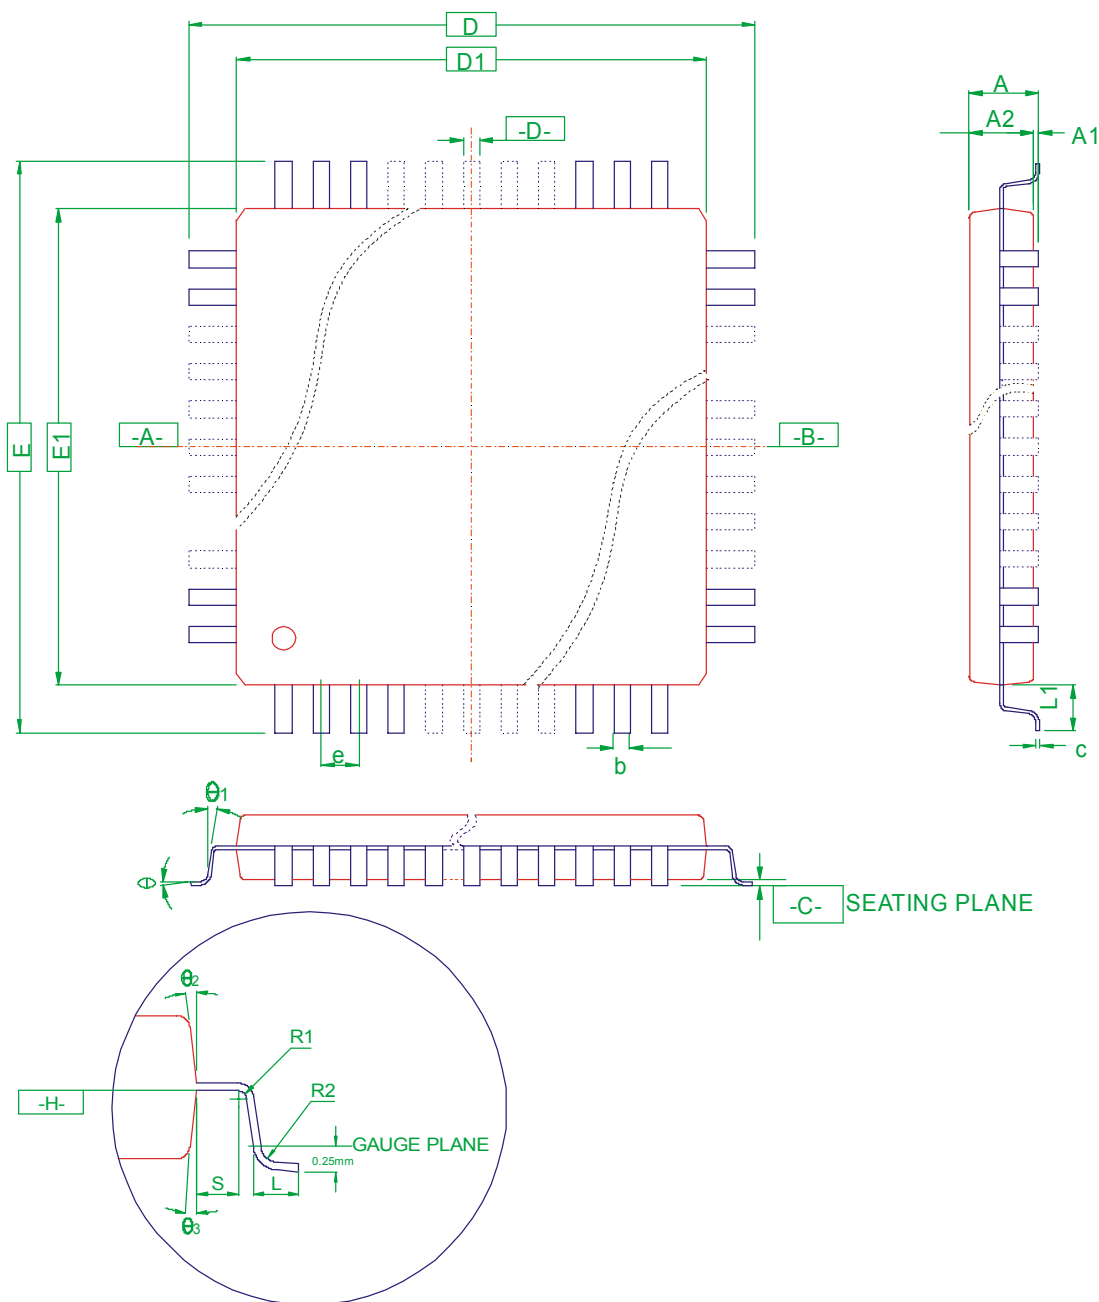 D
D1
-D-
A
A2
A1
E
E1
-A-
-B-
L1
e
b
c
θ1
θ
-C-
SEATING PLANE
θ2
R1
R2
-H-
GAUGE PLANE
0.25mm
S
L
θ3